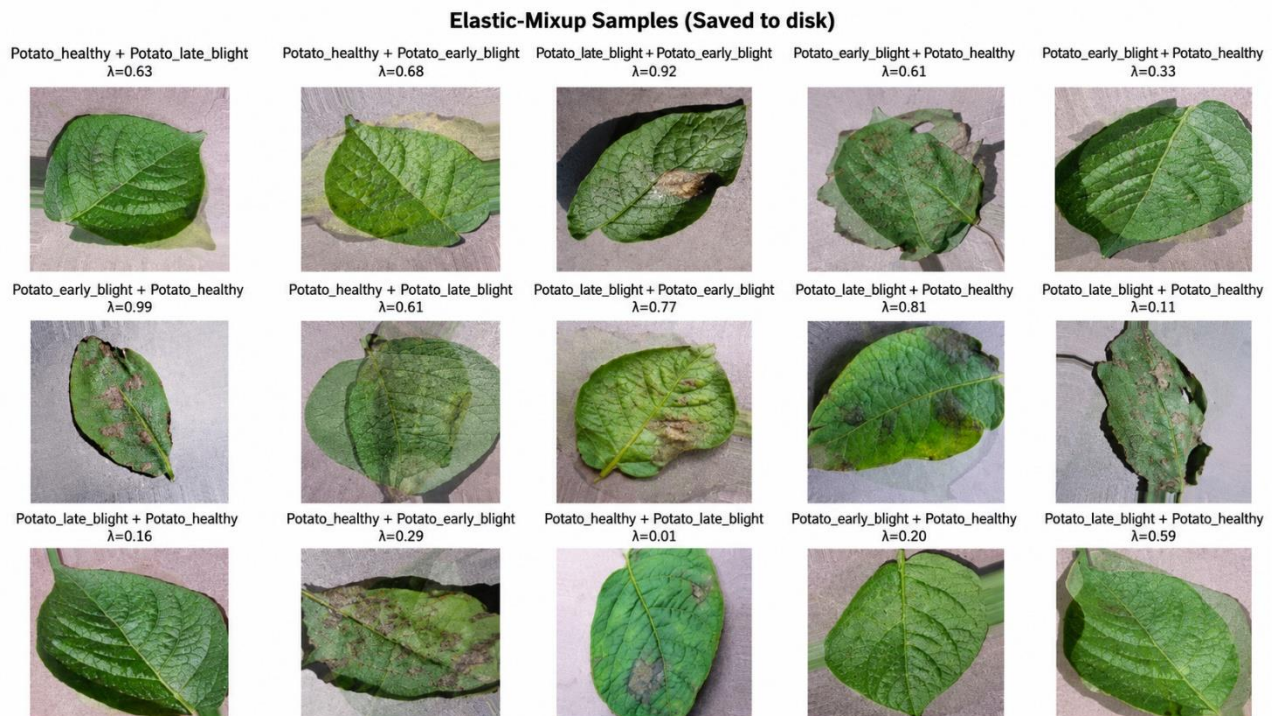 Elastic-Mixup Samples (Saved to disk)
Potato_healthy + Potato_late_blight
λ=0.63
Potato_healthy + Potato_early_blight
λ=0.68
Potato_late_blight + Potato_early_blight
λ=0.92
Potato_early_blight + Potato_healthy
λ=0.61
Potato_early_blight + Potato_healthy
λ=0.33
Potato_early_blight + Potato_healthy
λ=0.99
Potato_healthy + Potato_late_blight
λ=0.61
Potato_late_blight + Potato_early_blight
λ=0.77
Potato_late_blight + Potato_healthy
λ=0.81
Potato_late_blight + Potato_healthy
λ=0.11
Potato_late_blight + Potato_healthy
λ=0.16
Potato_healthy + Potato_early_blight
λ=0.29
Potato_healthy + Potato_late_blight
λ=0.01
Potato_early_blight + Potato_healthy
λ=0.20
Potato_late_blight + Potato_healthy
λ=0.59